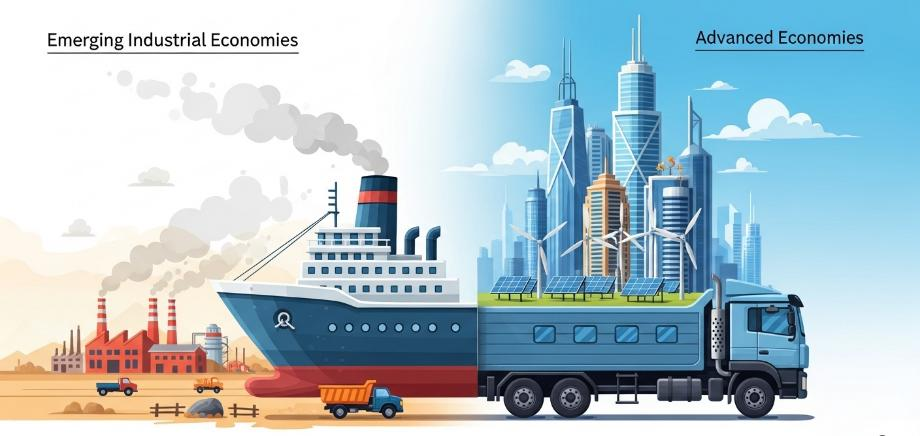 Emerging Industrial Economies
Advanced Economies